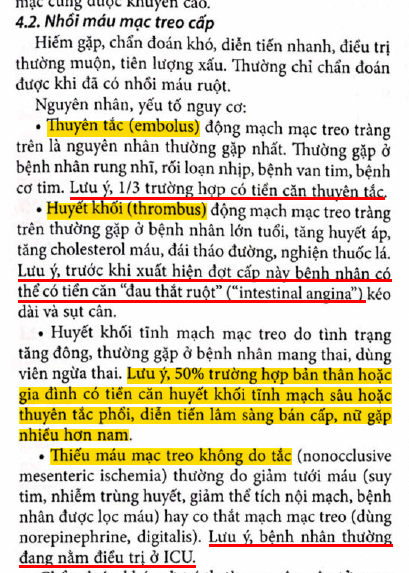 mạc cũng được khuyến cáo.
4.2. Nhồi máu mạc treo cấp
Hiếm gặp, chẩn đoán khó, diễn tiến nhanh, điều trị
thường muộn, tiên lượng xấu. Thường chỉ chẩn đoán
được khi đã có nhồi máu ruột.
Nguyên nhân, yếu tố nguy cơ:
• Thuyên tắc (embolus) động mạch mạc treo tràng
trên là nguyên nhân thường gặp nhất. Thường gặp ở
bệnh nhân rung nhĩ, rối loạn nhịp, bệnh van tim, bệnh
cơ tim. Lưu ý, 1/3 trường hợp có tiền căn thuyên tắc.
• Huyết khối (thrombus) động mạch mạc treo tràng
trên thường gặp ở bệnh nhân lớn tuổi, tăng huyết áp,
tăng cholesterol máu, đái tháo đường, nghiện thuốc lá.
Lưu ý, trước khi xuất hiện đợt cấp này bệnh nhân có
thể có tiền căn “đau thắt ruột” (“intestinal angina”) kéo
dài và sụt cân.
• Huyết khối tĩnh mạch mạc treo do tình trạng
tăng đông, thường gặp ở bệnh nhân mang thai, dùng
viên ngừa thai. Lưu ý, 50% trường hợp bản thân hoặc
gia đình có tiền căn huyết khối tĩnh mạch sâu hoặc
thuyên tắc phổi, diễn tiến lâm sàng bán cấp, nữ gặp
nhiều hơn nam.
• Thiếu máu mạc treo không do tắc (nonocclusive
mesenteric ischemia) thường do giảm tưới máu (suy
tim, nhiễm trùng huyết, giảm thể tích nội mạch, bệnh
nhân được lọc máu) hay co thắt mạch mạc treo (dùng
norepinephrine, digitalis). Lưu ý, bệnh nhân thường
đang nằm điều trị ở ICU.